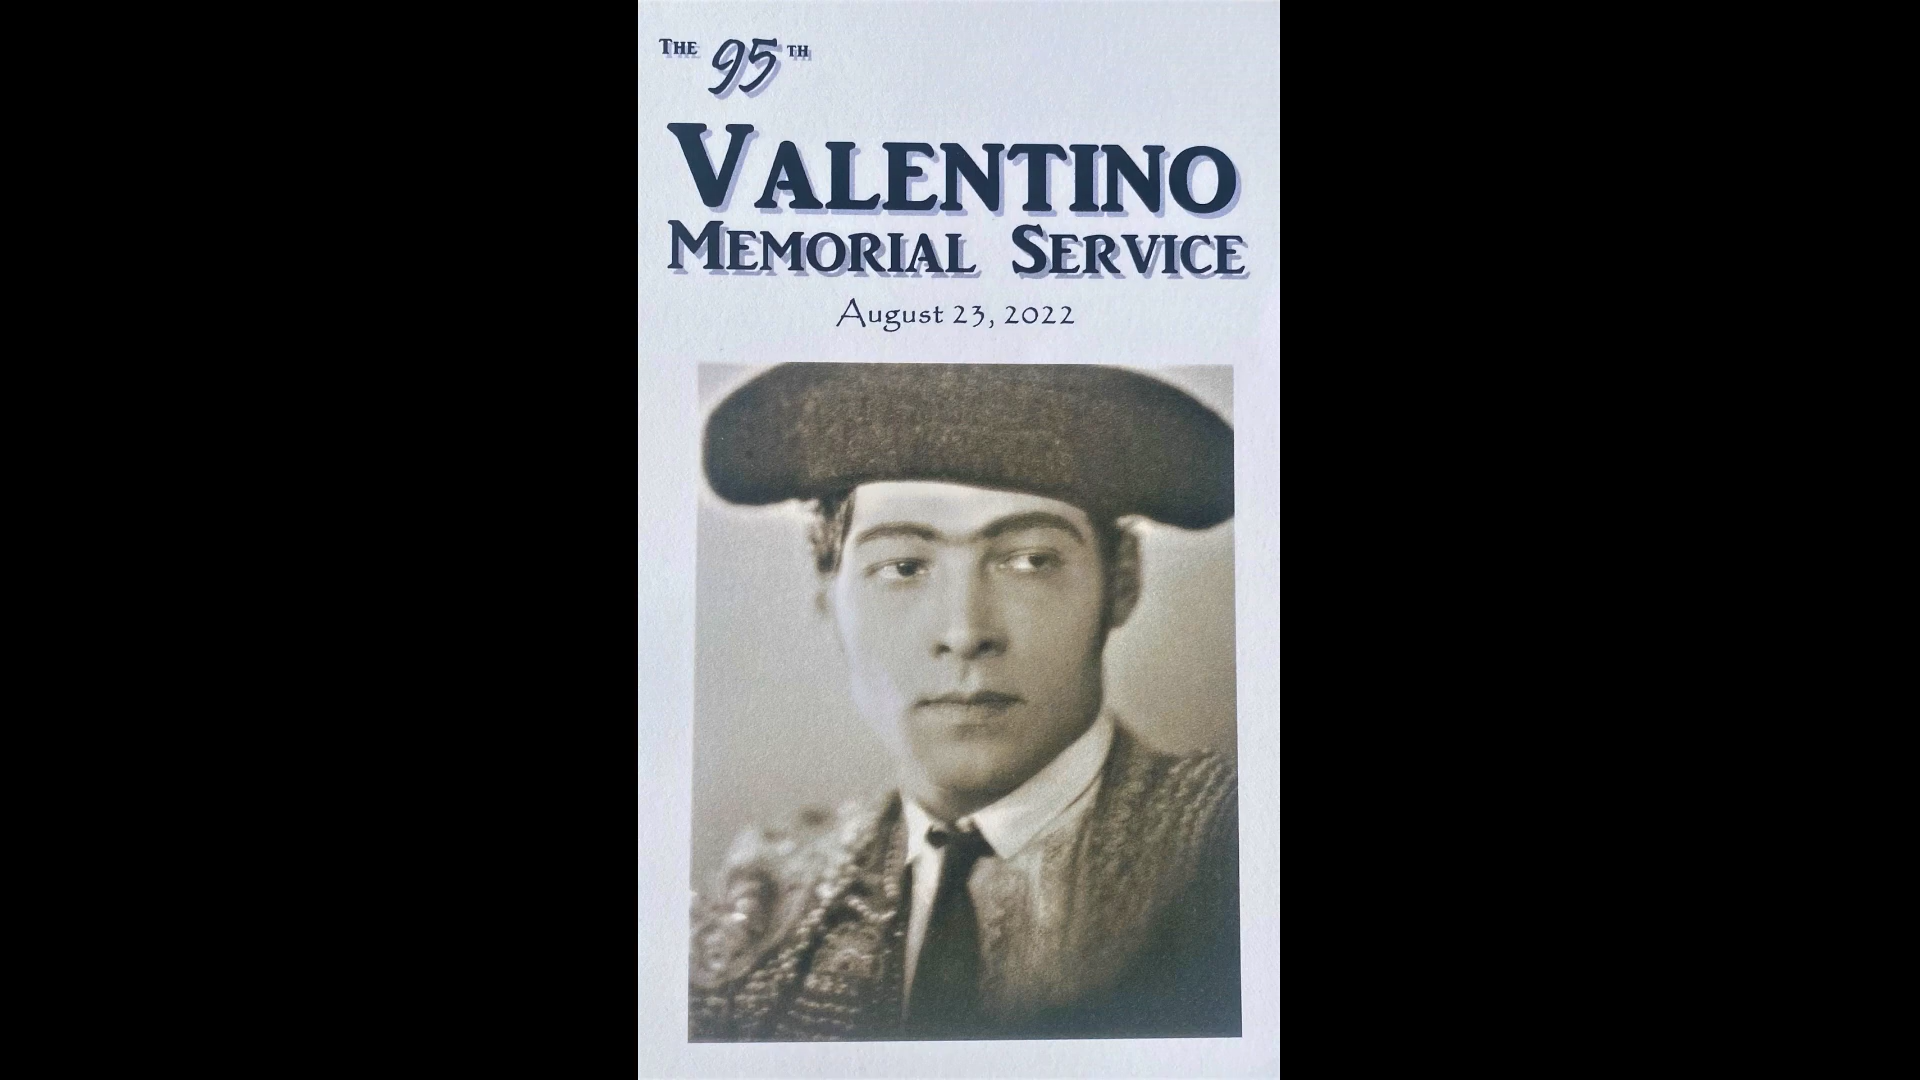 THE 95TH
VALENTINO
MEMORIAL SERVICE
August 23, 2022